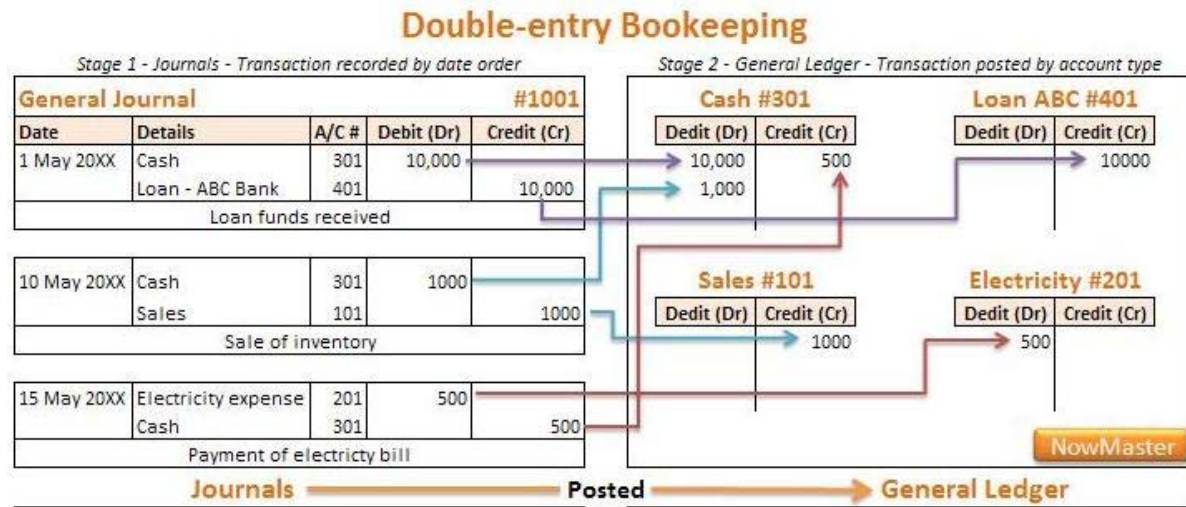 Double-entry Bookeeping
Stage 1 - Journals - Transaction recorded by date order
General Journal #1001
Date Details A/C # Debit (Dr) Credit (Cr)
1 May 20XX Cash 301 10,000
Loan - ABC Bank 401 10,000
Loan funds received
10 May 20XX Cash 301 1000
Sales 101 1000
Sale of inventory
15 May 20XX Electricity expense 201 500
Cash 301 500
Payment of electricty bill
Stage 2 - General Ledger - Transaction posted by account type
Cash #301
Dedit (Dr) Credit (Cr)
10,000 500
1,000
Loan ABC #401
Dedit (Dr) Credit (Cr)
10000
Sales #101
Dedit (Dr) Credit (Cr)
1000
Electricity #201
Dedit (Dr) Credit (Cr)
500
NowMaster
Journals Posted General Ledger